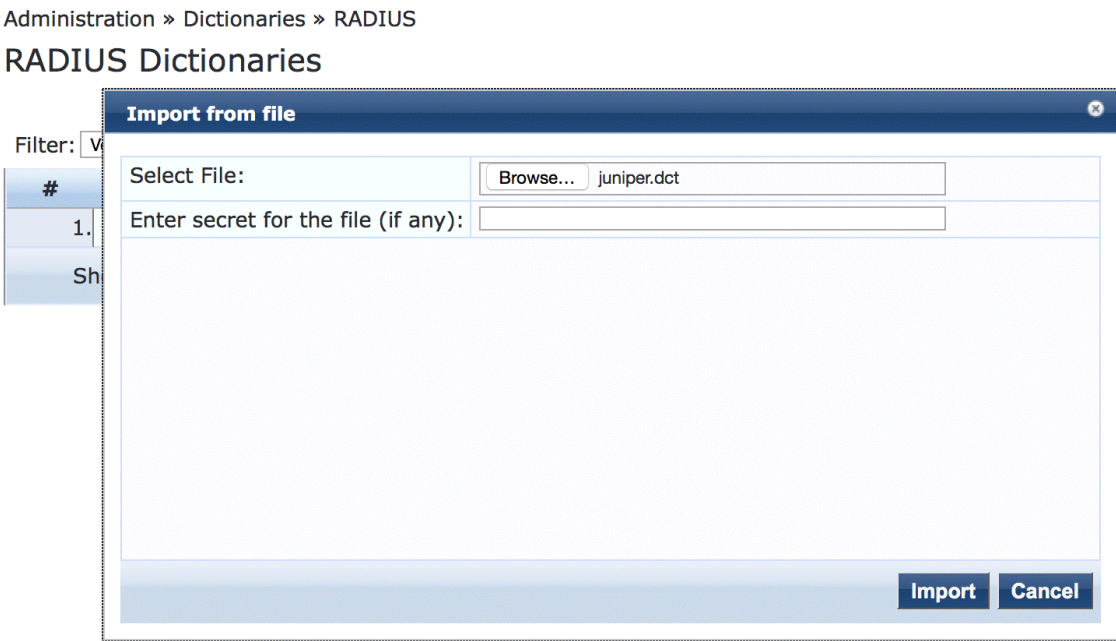 Administration » Dictionaries » RADIUS
RADIUS Dictionaries
Import from file
Filter:
Select File: Browse... juniper.dct
#
Enter secret for the file (if any):
1.
Import Cancel